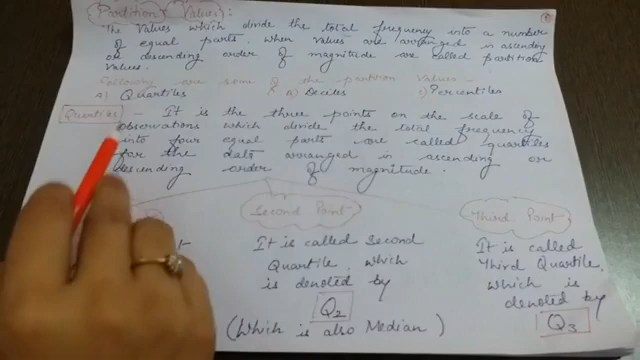 Partition Values:
The Values which divide the total frequency into a number
of equal parts. When values are arranged in ascending
or descending order of magnitude are called partition
values.
Following are some of the partition Values -
Quartiles Deciles Percentiles
Quartiles - It is the three points on the scale of
observations which divide the total frequency
into four equal parts are called quartiles
for the data arranged in ascending or
descending order of magnitude.
Second Point Third Point
It is called Second It is called
Quartile, which Third Quartile,
is denoted by which is
Q2 denoted by
(Which is also Median) Q3